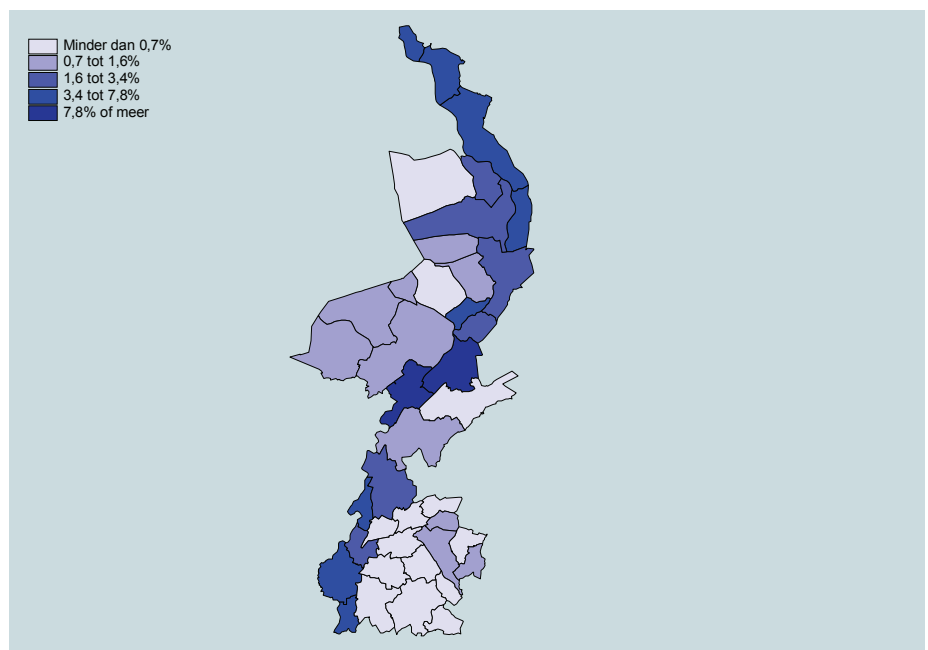 Minder dan 0,7%
0,7 tot 1,6%
1,6 tot 3,4%
3,4 tot 7,8%
7,8% of meer